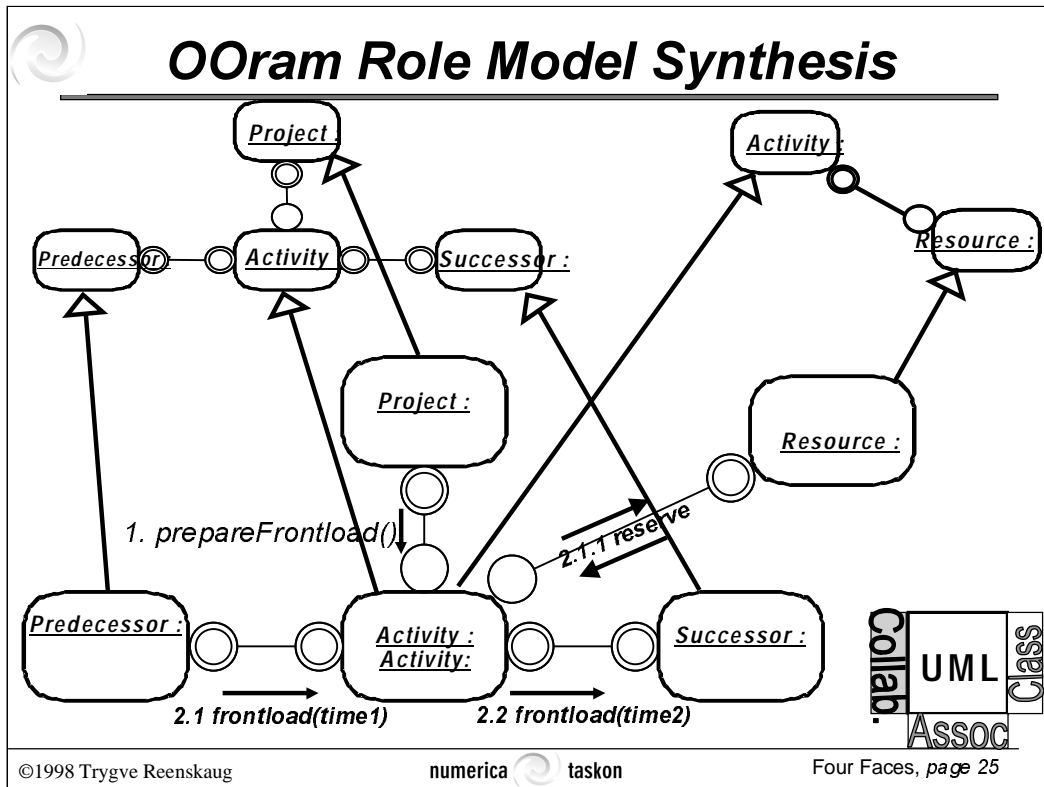 OOram Role Model Synthesis
Project :
Activity :
Predecessor :
Activity
Successor :
Resource :
Project :
Resource :
1. prepareFrontload()
2.1.1 reserve
Predecessor :
Activity :
Activity:
Successor :
2.1 frontload(time1)
2.2 frontload(time2)
Collab.
UML
Class
Assoc
©1998 Trygve Reenskaug
numerica taskon
Four Faces, page 25